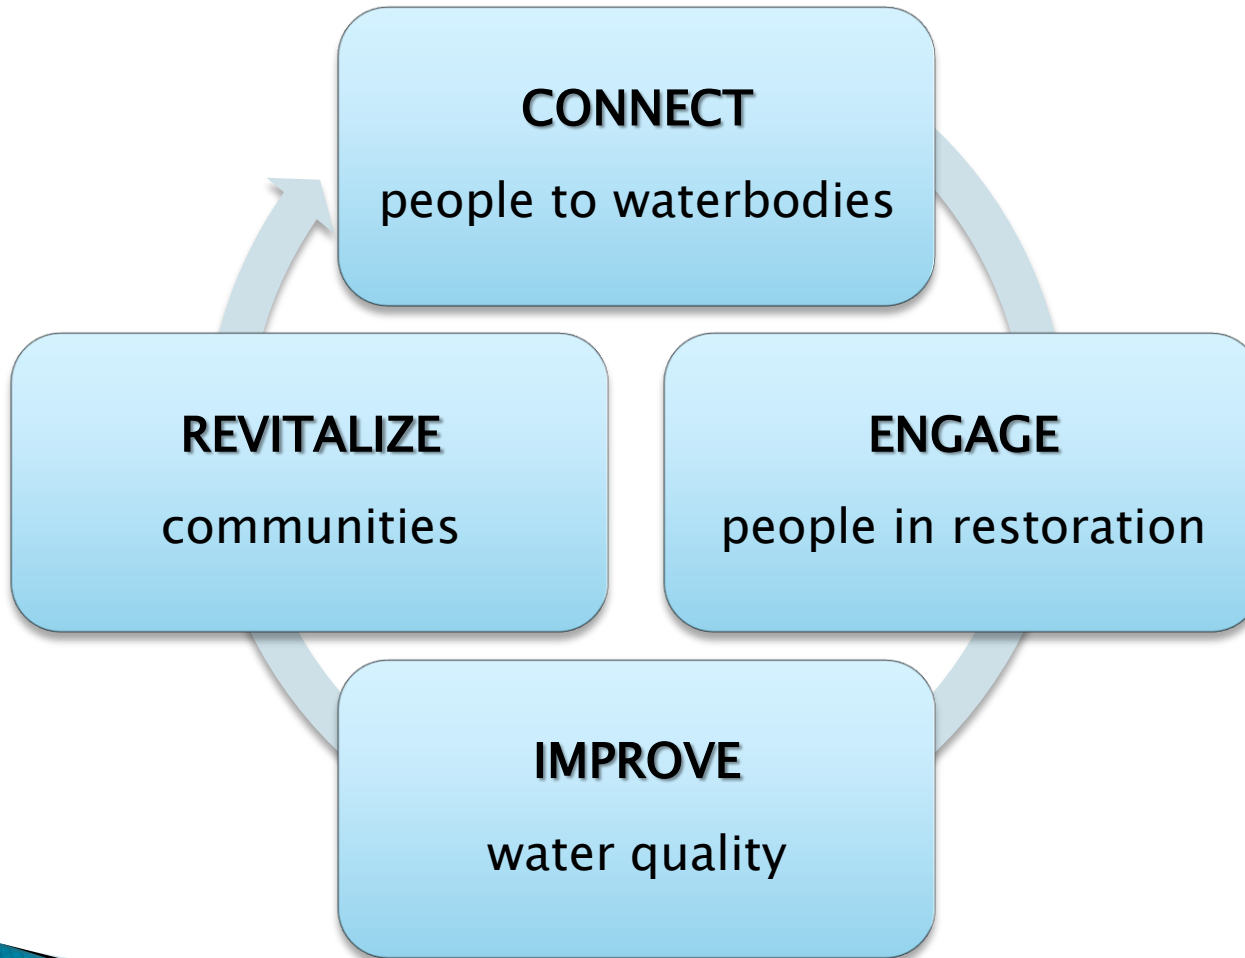 CONNECT
people to waterbodies
ENGAGE
people in restoration
IMPROVE
water quality
REVITALIZE
communities